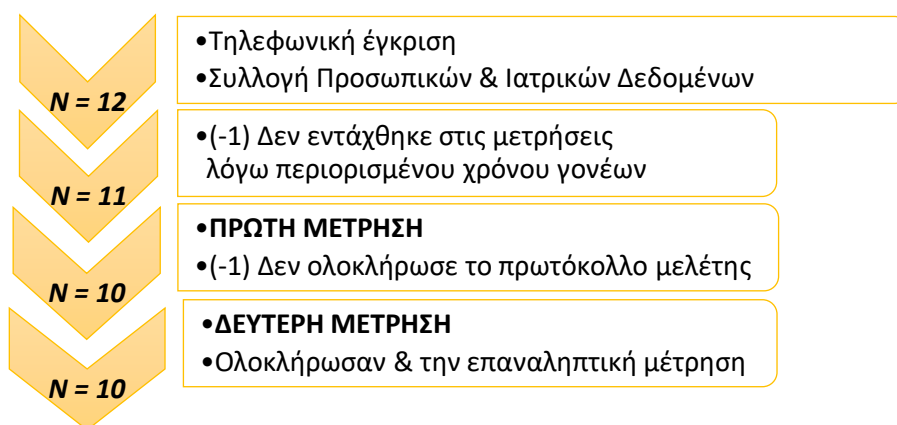 •Τηλεφωνική έγκριση
•Συλλογή Προσωπικών & Ιατρικών Δεδομένων
N = 12
•(-1) Δεν εντάχθηκε στις μετρήσεις
λόγω περιορισμένου χρόνου γονέων
N = 11
•ΠΡΩΤΗ ΜΕΤΡΗΣΗ
•(-1) Δεν ολοκλήρωσε το πρωτόκολλο μελέτης
N = 10
•ΔΕΥΤΕΡΗ ΜΕΤΡΗΣΗ
•Ολοκλήρωσαν & την επαναληπτική μέτρηση
N = 10